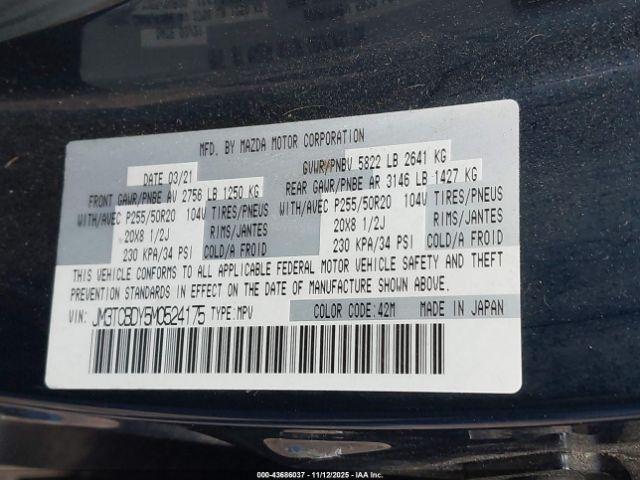 MFD. BY MAZDA MOTOR CORPORATION
DATE 03/21 GVWR/PNBV 5822 LB 2641 KG
FRONT GAWR/PNBE AV 2756 LB 1250 KG REAR GAWR/PNBE AR 3146 LB 1427 KG
WITH/AVEC P255/50R20 104V TIRES/PNEUS WITH/AVEC P255/50R20 104V TIRES/PNEUS
20X8 1/2J RIMS/JANTES 20X8 1/2J RIMS/JANTES
230 KPA/34 PSI COLD/A FROID 230 KPA/34 PSI COLD/A FROID
THIS VEHICLE CONFORMS TO ALL APPLICABLE FEDERAL MOTOR VEHICLE SAFETY AND THEFT
PREVENTION STANDARDS IN EFFECT ON THE DATE OF MANUFACTURE SHOWN ABOVE.
VIN: JM3TCBDY5M0524175 TYPE:MPV COLOR CODE:42M MADE IN JAPAN
000-43686037 - 11/12/2025 - IAA Inc.